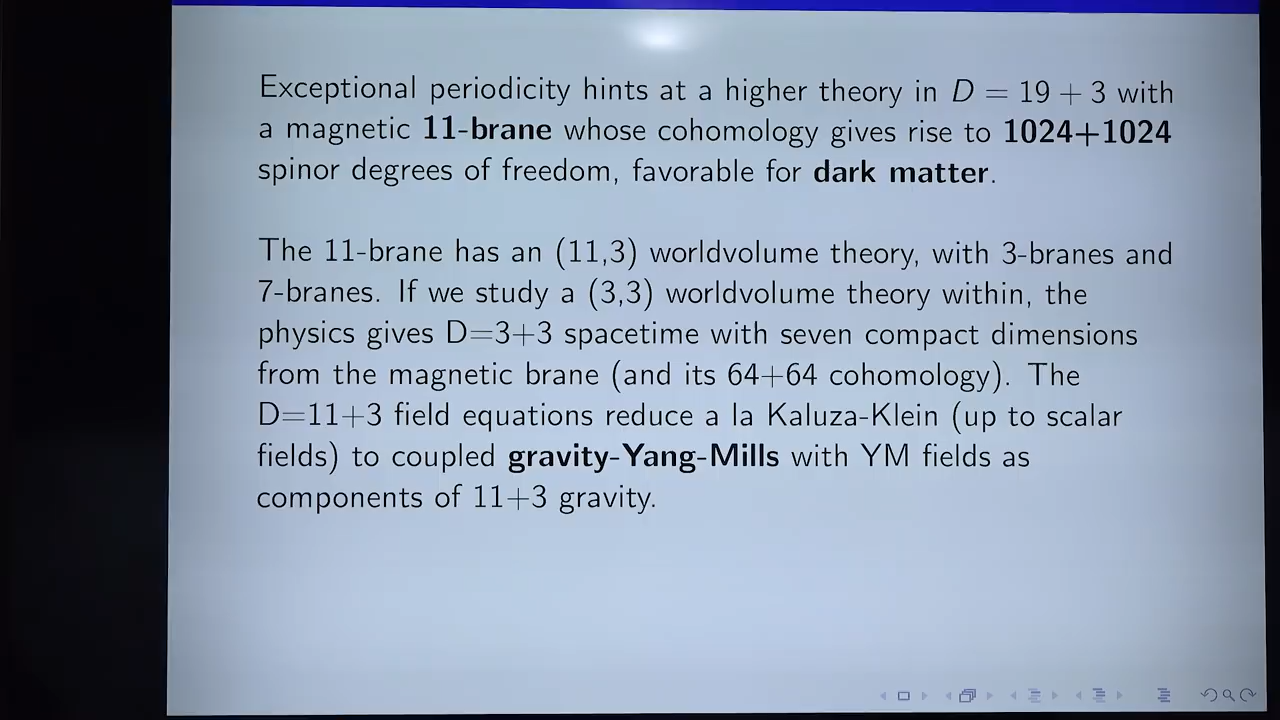 Exceptional periodicity hints at a higher theory in D = 19 + 3 with
a magnetic 11-brane whose cohomology gives rise to 1024+1024
spinor degrees of freedom, favorable for dark matter.
The 11-brane has an (11,3) worldvolume theory, with 3-branes and
7-branes. If we study a (3,3) worldvolume theory within, the
physics gives D=3+3 spacetime with seven compact dimensions
from the magnetic brane (and its 64+64 cohomology). The
D=11+3 field equations reduce a la Kaluza-Klein (up to scalar
fields) to coupled gravity-Yang-Mills with YM fields as
components of 11+3 gravity.